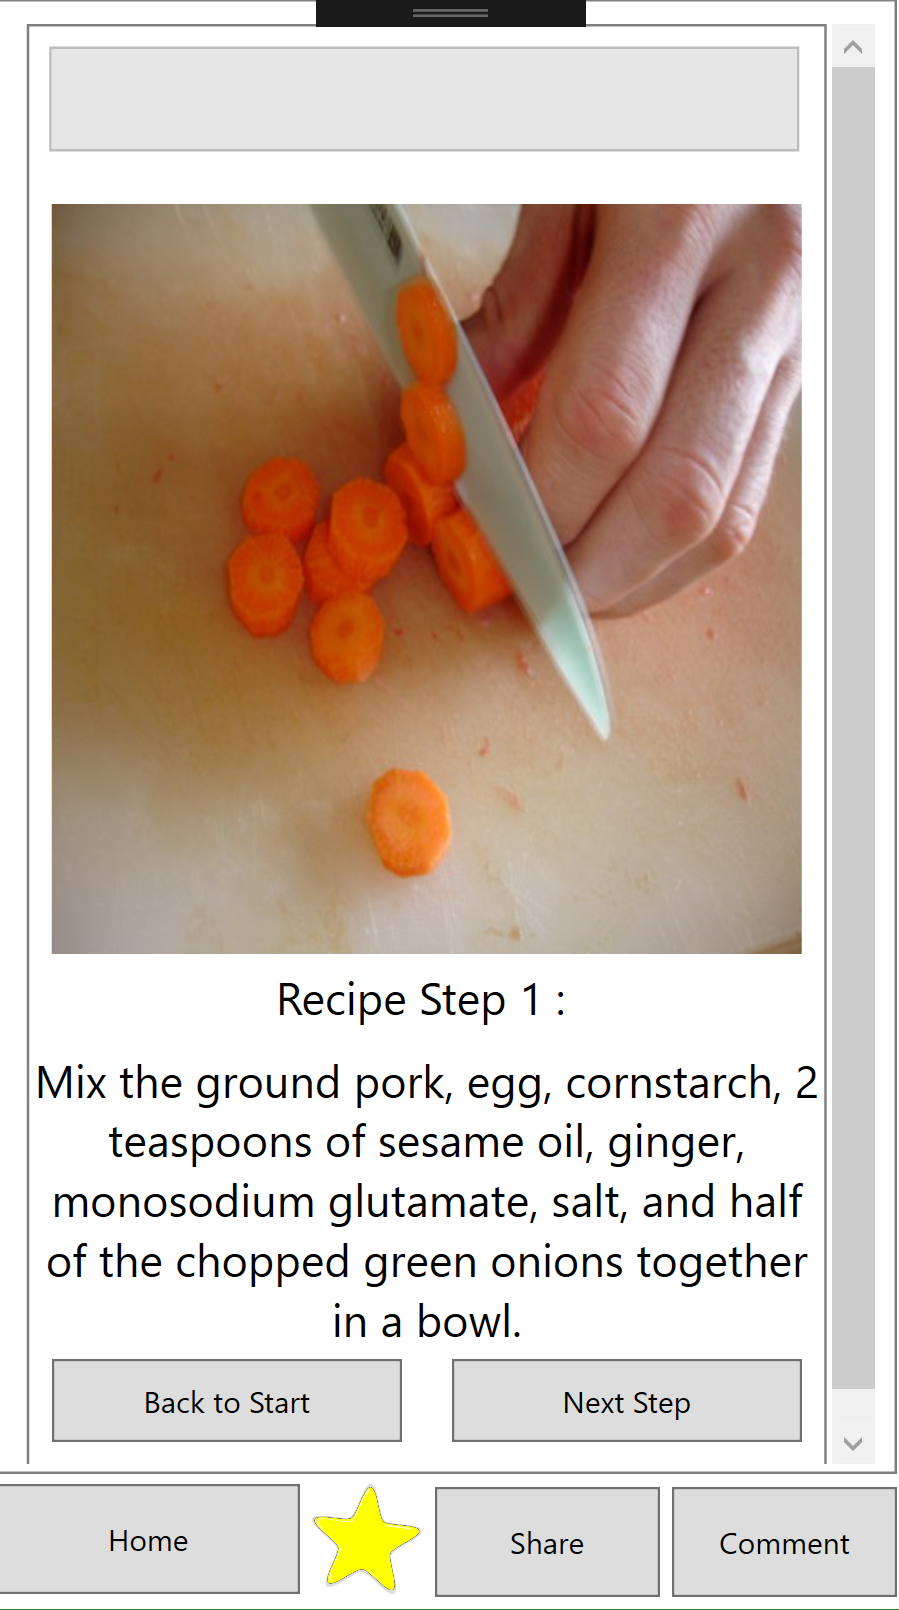 Recipe Step 1 :
Mix the ground pork, egg, cornstarch, 2
teaspoons of sesame oil, ginger,
monosodium glutamate, salt, and half
of the chopped green onions together
in a bowl.
Back to Start
Next Step
Home
Share
Comment